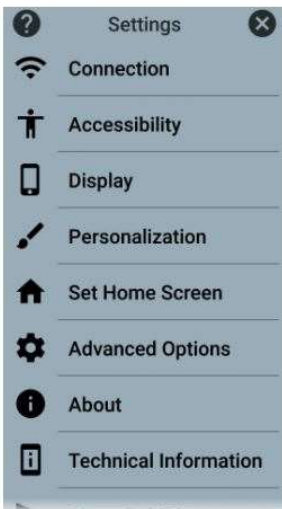 Settings
Connection
Accessibility
Display
Personalization
Set Home Screen
Advanced Options
About
Technical Information